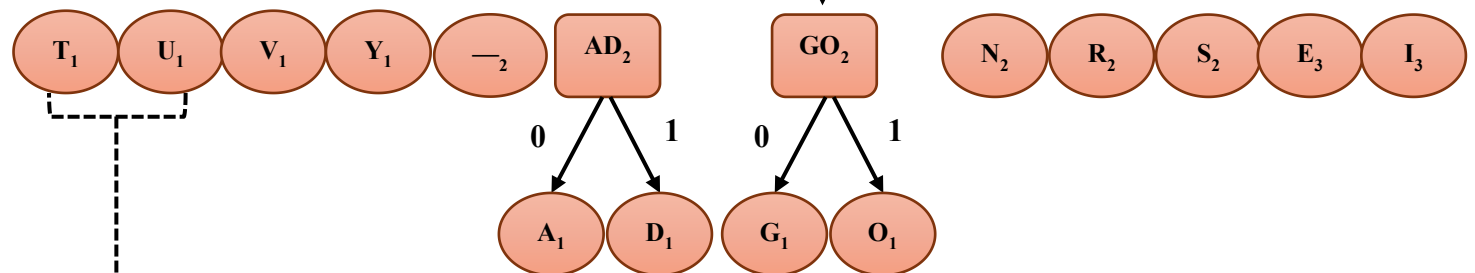 T₁ U₁ V₁ Y₁ —₂ AD₂ GO₂ N₂ R₂ S₂ E₃ I₃
0 1 0 1
A₁ D₁ G₁ O₁